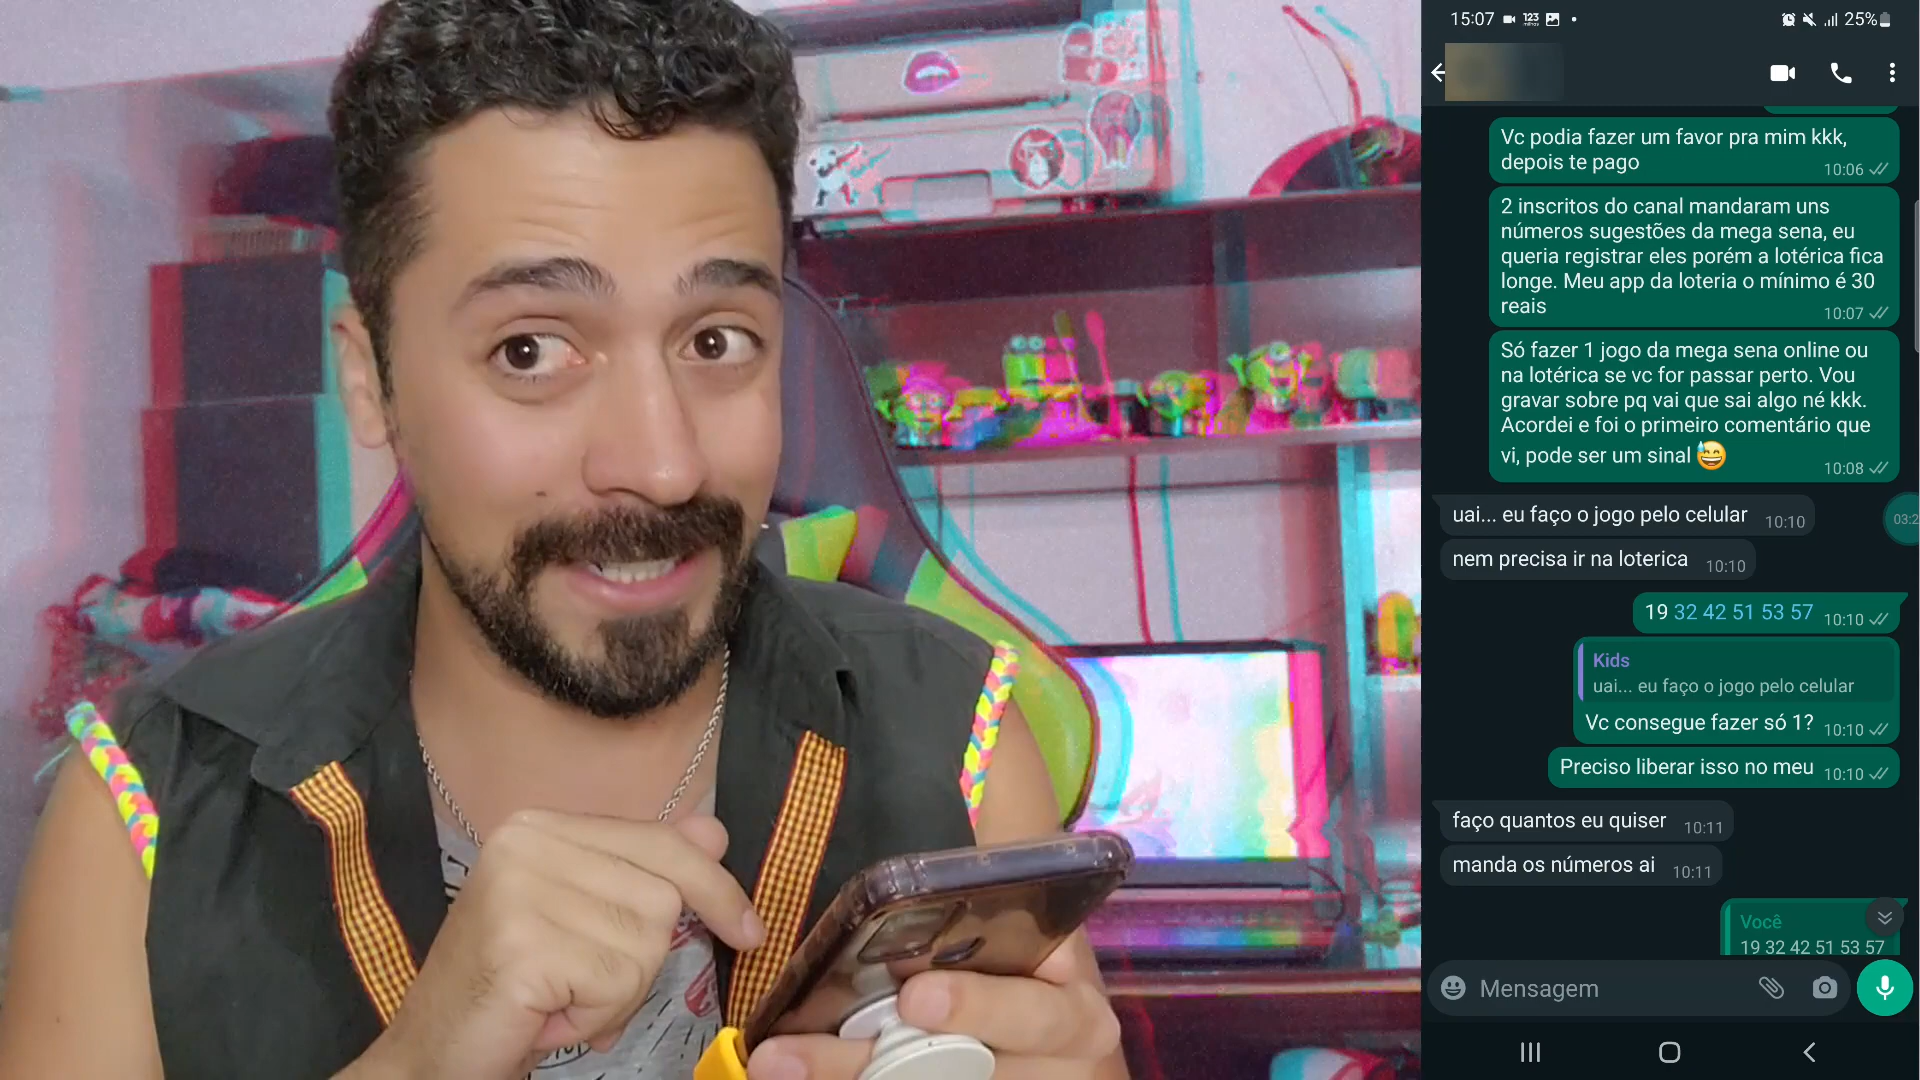 15:07
123
25%
Vc podia fazer um favor pra mim kkk,
depois te pago
10:06
2 inscritos do canal mandaram uns
números sugestões da mega sena, eu
queria registrar eles porém a lotérica fica
longe. Meu app da loteria o mínimo é 30
reais
10:07
Só fazer 1 jogo da mega sena online ou
na lotérica se vc for passar perto. Vou
gravar sobre pq vai que sai algo né kkk.
Acordei e foi o primeiro comentário que
vi, pode ser um sinal
10:08
uai... eu faço o jogo pelo celular 10:10
03:2
nem precisa ir na loterica 10:10
19 32 42 51 53 57 10:10
Kids
uai... eu faço o jogo pelo celular
Vc consegue fazer só 1? 10:10
Preciso liberar isso no meu 10:10
faço quantos eu quiser 10:11
manda os números ai 10:11
Você
19 32 42 51 53 57
Mensagem